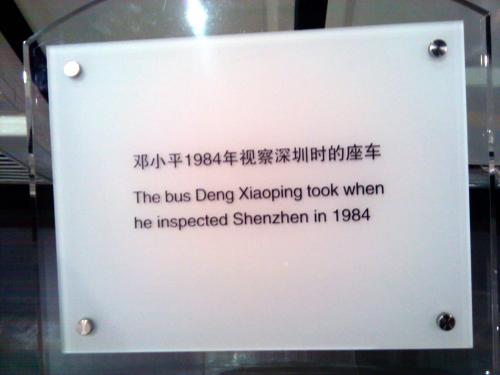 邓小平1984年视察深圳时的座车
The bus Deng Xiaoping took when
he inspected Shenzhen in 1984